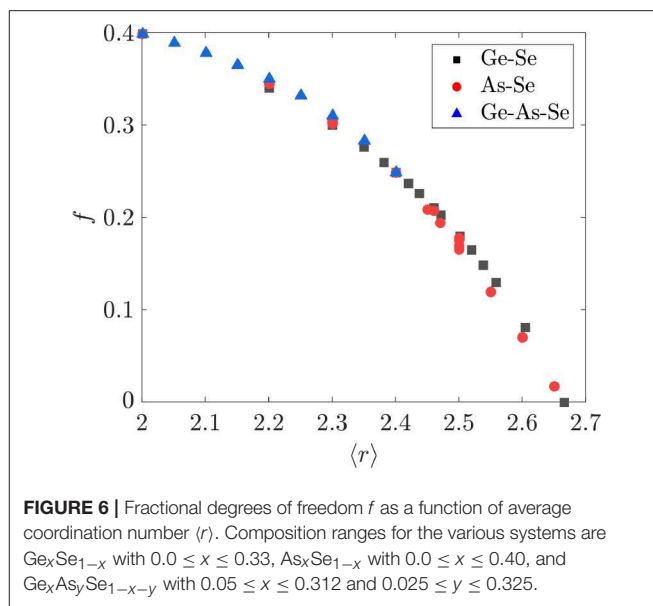 0.4
0.3
0.2
0.1
0
f
Ge-Se
As-Se
Ge-As-Se
2 2.1 2.2 2.3 2.4 2.5 2.6 2.7
⟨r⟩
FIGURE 6 | Fractional degrees of freedom f as a function of average
coordination number ⟨r⟩. Composition ranges for the various systems are
GeₓSe₁₋ₓ with 0.0 ≤ x ≤ 0.33, AsₓSe₁₋ₓ with 0.0 ≤ x ≤ 0.40, and
GeₓAsᵧSe₁₋ₓ₋ᵧ with 0.05 ≤ x ≤ 0.312 and 0.025 ≤ y ≤ 0.325.